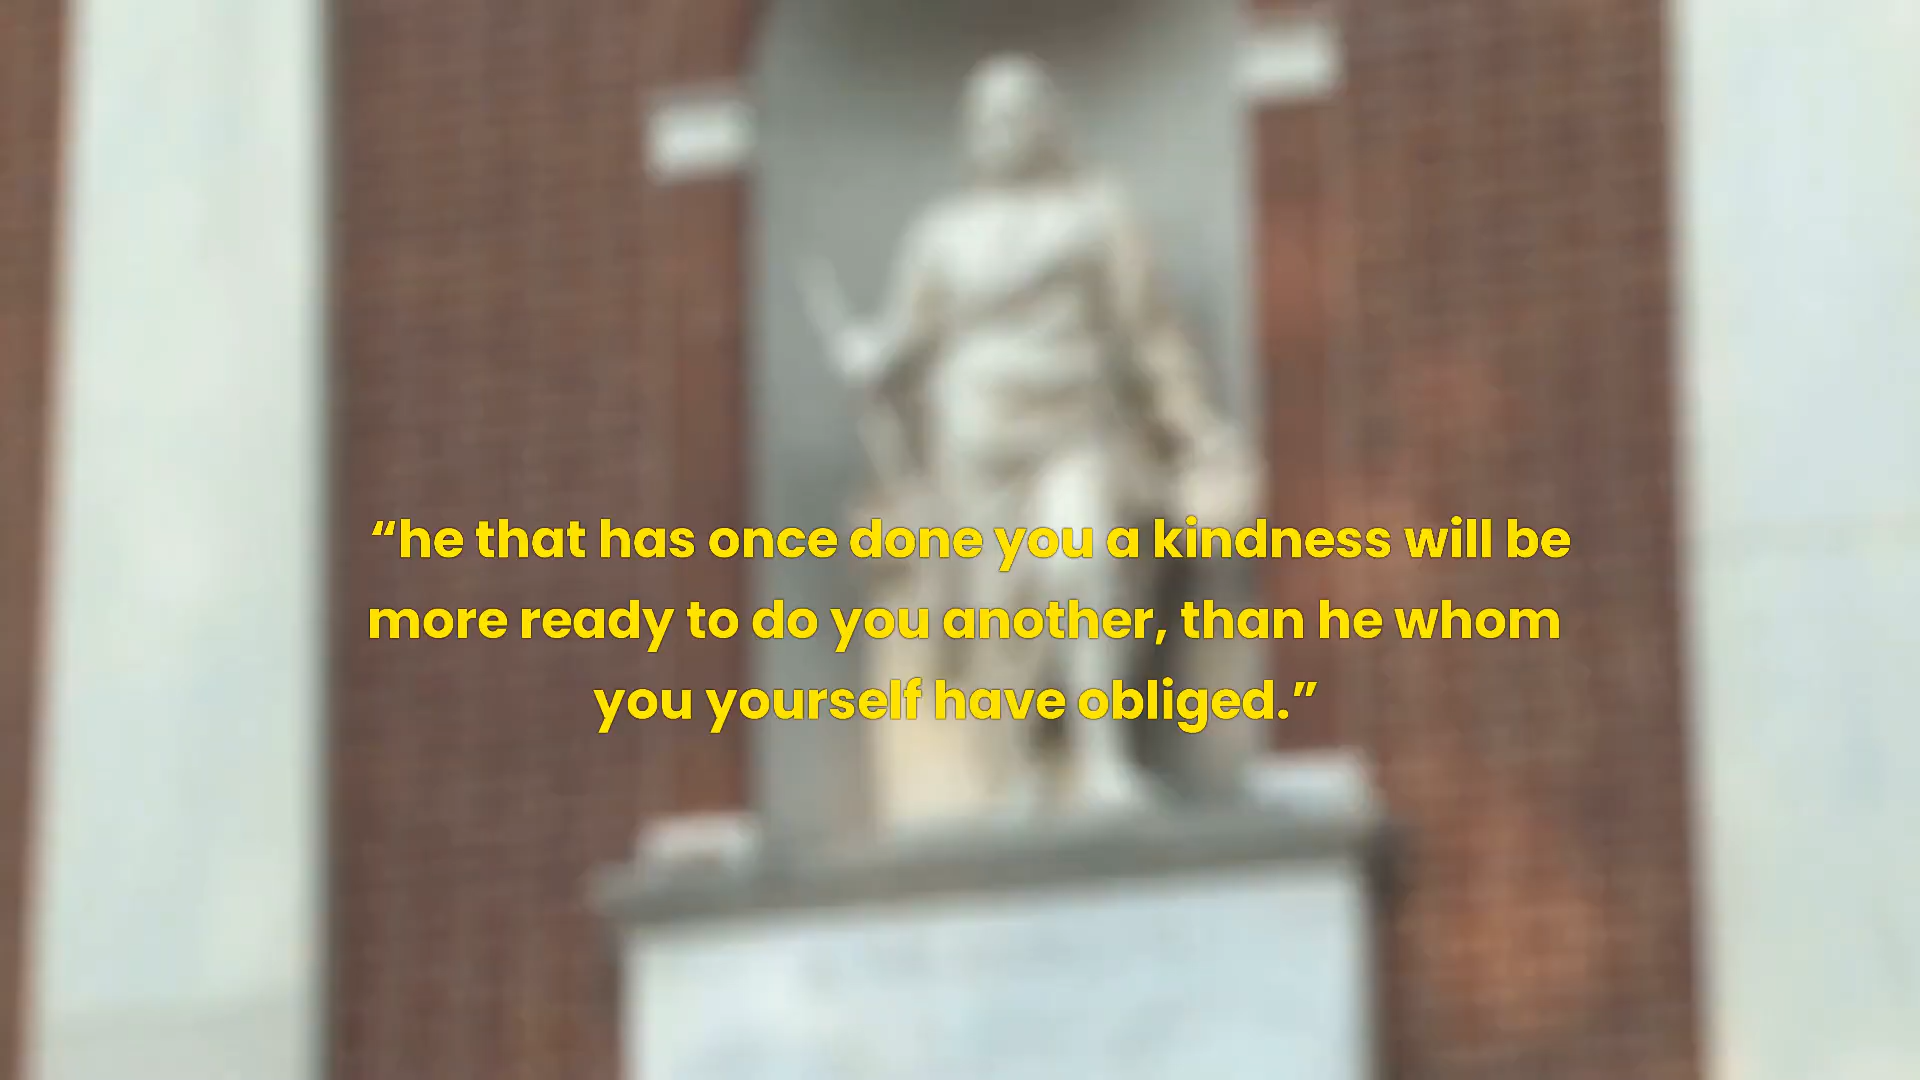 “he that has once done you a kindness will be
more ready to do you another, than he whom
you yourself have obliged.”